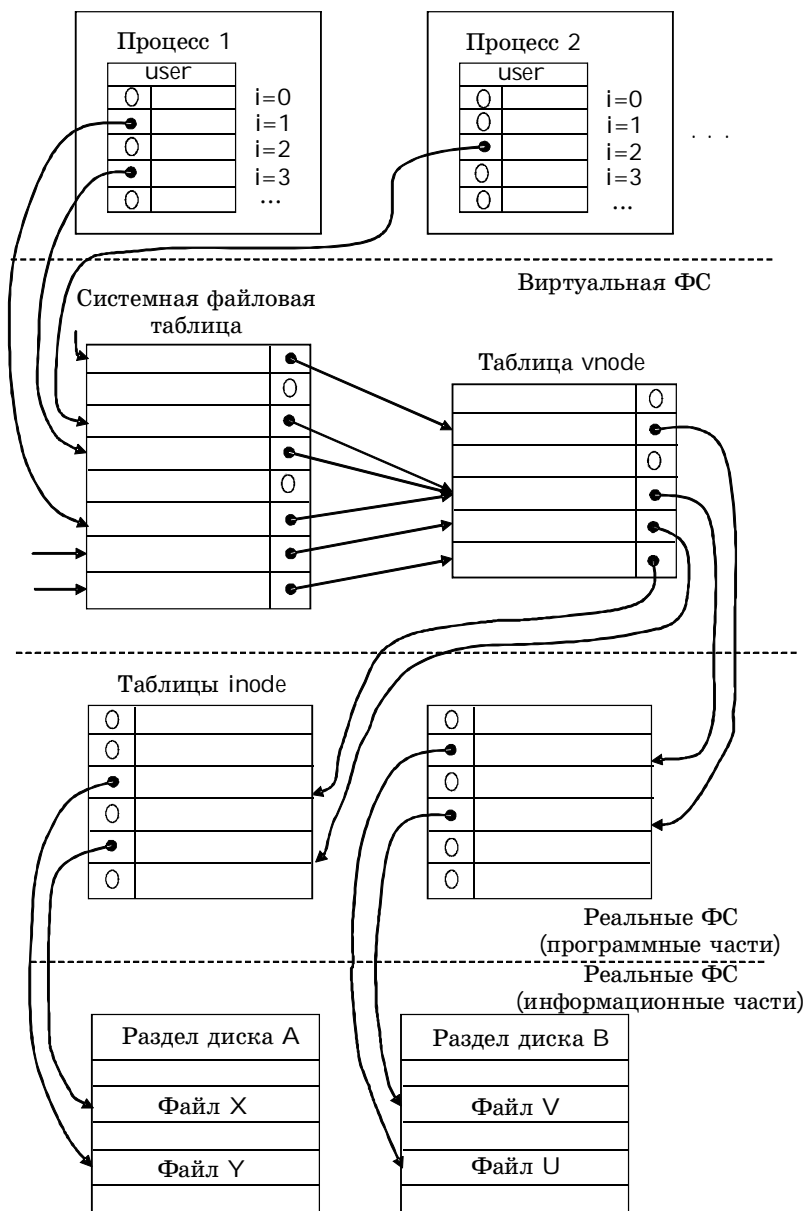 Процесс 1
user
i=0
i=1
i=2
i=3
...
Процесс 2
user
i=0
i=1
i=2
i=3
...
. . .
Виртуальная ФС
Системная файловая
таблица
Таблица vnode
Таблицы inode
Реальные ФС
(программные части)
Реальные ФС
(информационные части)
Раздел диска A
Файл X
Файл Y
Раздел диска B
Файл V
Файл U